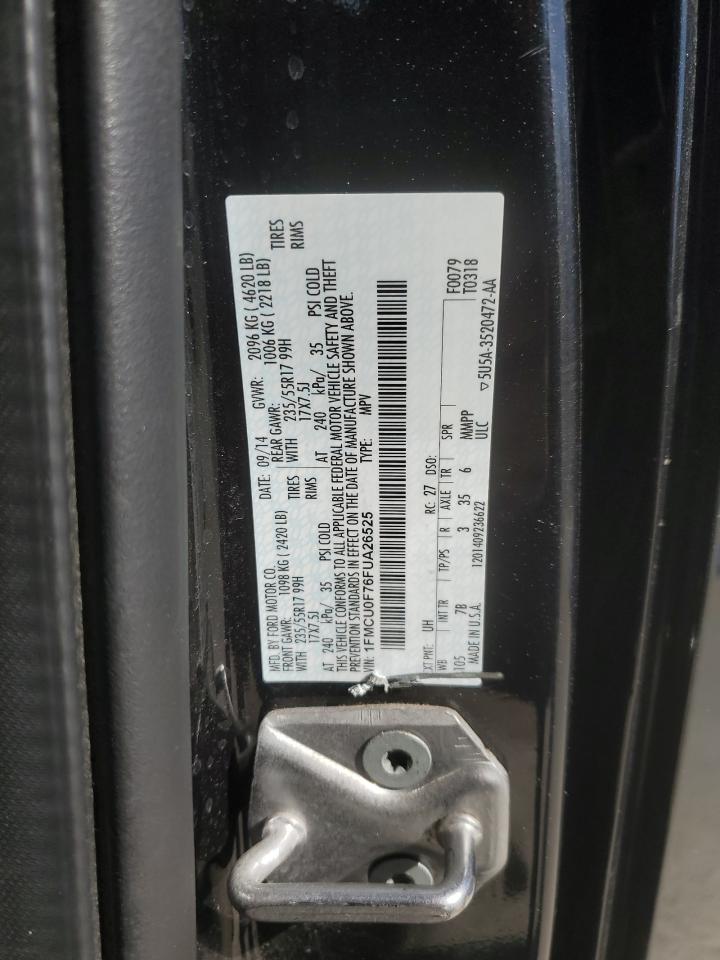 MFD. BY FORD MOTOR CO. DATE: 09/14 GVWR: 2096 KG ( 4620 LB)
FRONT GAWR: 1098 KG (2420 LB) REAR GAWR: 1006 KG ( 2218 LB)
WITH 235/55R17 99H TIRES WITH 235/55R17 99H TIRES
17X7.5J RIMS 17X7.5J RIMS
AT 240 kPa/ 35 PSI COLD AT 240 kPa/ 35 PSI COLD
THIS VEHICLE CONFORMS TO ALL APPLICABLE FEDERAL MOTOR VEHICLE SAFETY AND THEFT
PREVENTION STANDARDS IN EFFECT ON THE DATE OF MANUFACTURE SHOWN ABOVE.
VIN: 1FMCU0F76FUA26525 TYPE: MPV
EXT PNT: UH RC: 27 DSO: F0079
WB INT TR TP/PS R AXLE TR SPR T0318
105 7B 3 35 6 MMPP
MADE IN U.S.A. 1201409236622 ULC ▽5U5A-3520472-AA